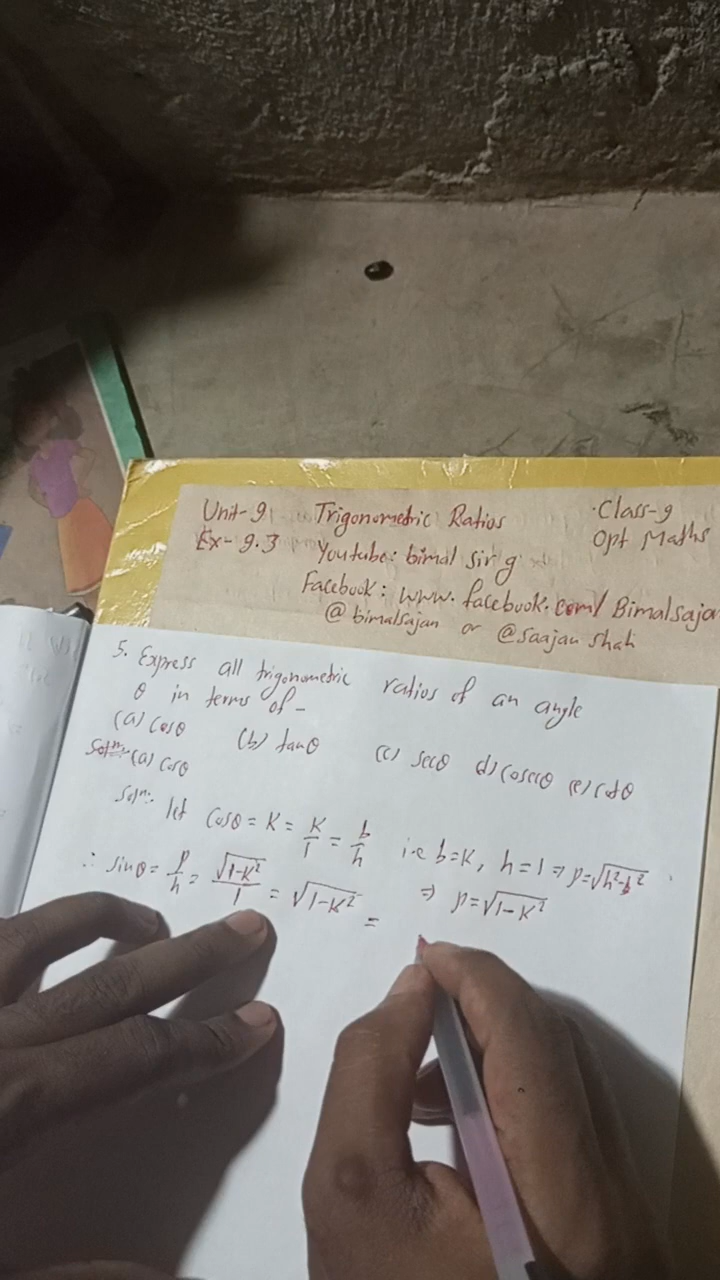 Unit-9 Trigonometric Ratios Class-9
Ex-9.3 Opt Maths
Youtube: bimal sir g
Facebook: www.facebook.com/Bimalsajan
@bimalsajan or @saajan shah
5. Express all trigonometric ratios of an angle
θ in terms of -
(a) cosθ (b) tanθ (c) secθ (d) cosecθ (e) cotθ
(a) cosθ
Solⁿ: let cosθ = K = K/1 = b/h i.e b=K, h=1 ⇒ p=√h²-b²
∴ sinθ = p/h = √1-K²/1 = √1-K² = ⇒ p=√1-K²